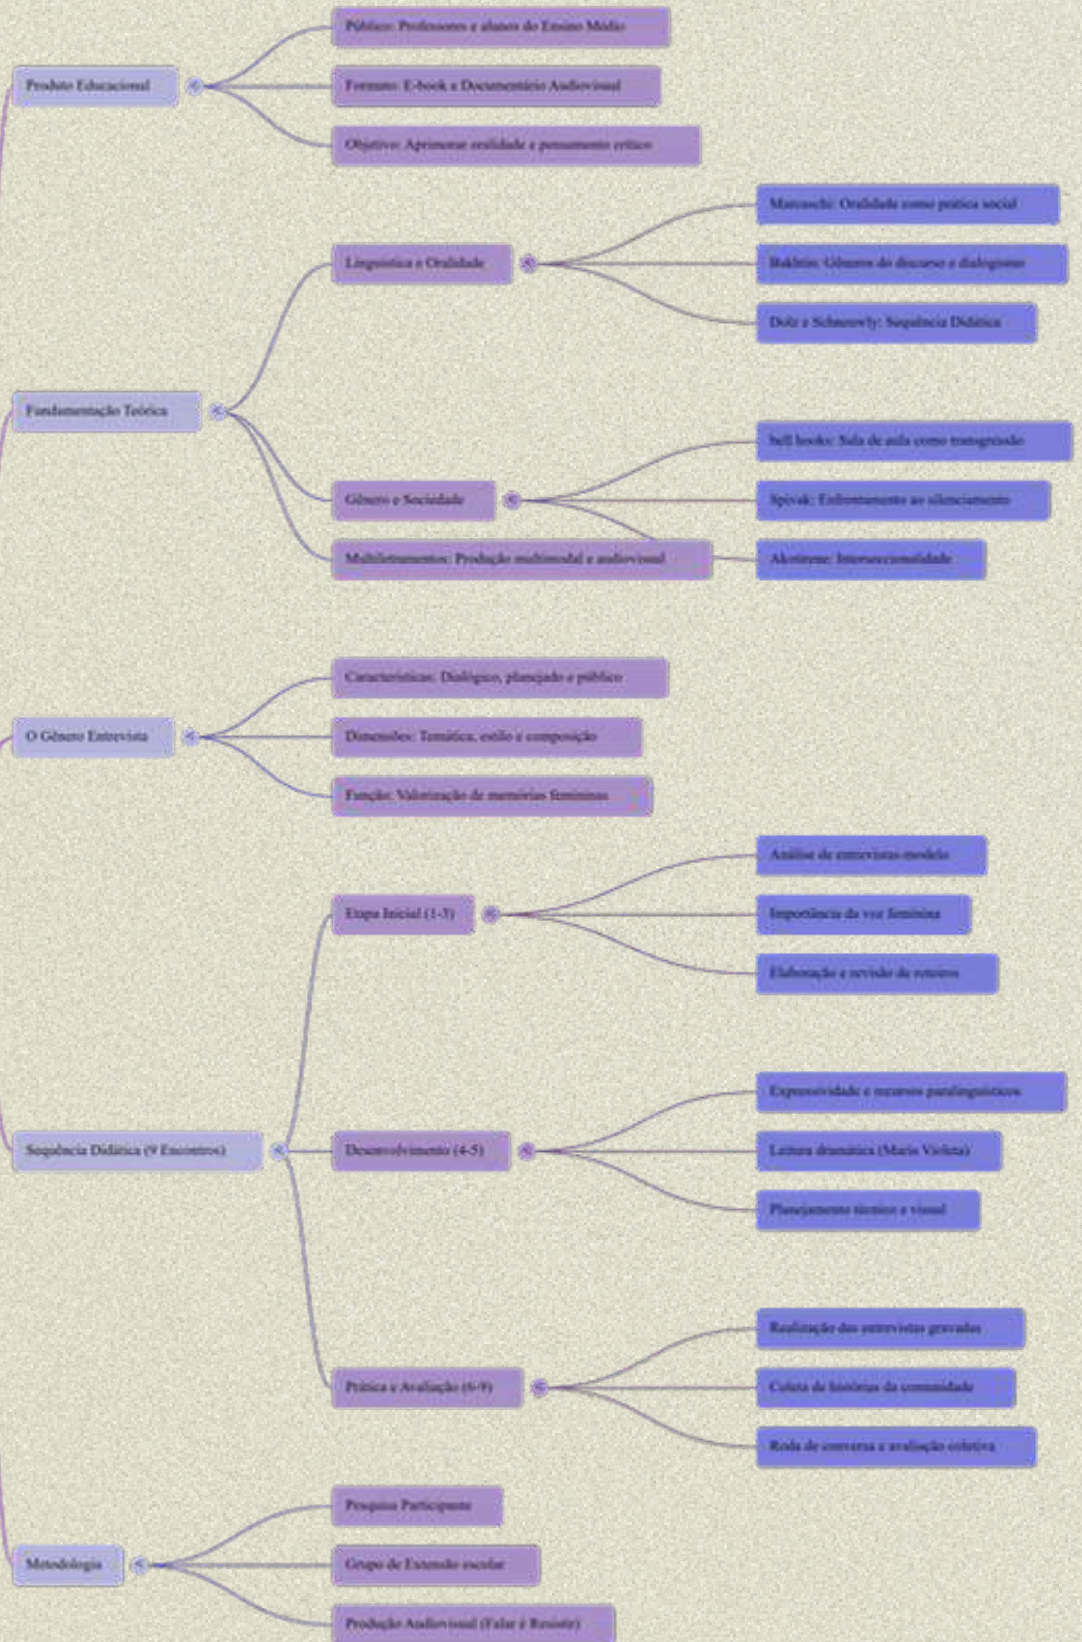 Produto Educacional
Público: Professores e alunos do Ensino Médio
Formato: E-book e Documentário Audiovisual
Objetivo: Aprimorar oralidade e pensamento crítico
Fundamentação Teórica
Linguística e Oralidade
Marcuschi: Oralidade como prática social
Bakhtin: Gêneros do discurso e dialogismo
Dolz e Schneuwly: Sequência Didática
Gênero e Sociedade
bell hooks: Sala de aula como transgressão
Spivak: Enfrentamento ao silenciamento
Akotirene: Interseccionalidade
Multiletramentos: Produção multimodal e audiovisual
O Gênero Entrevista
Características: Dialógico, planejado e público
Dimensões: Temática, estilo e composição
Função: Valorização de memórias femininas
Sequência Didática (9 Encontros)
Etapa Inicial (1-3)
Análise de entrevistas-modelo
Importância da voz feminina
Elaboração e revisão de roteiros
Desenvolvimento (4-5)
Expressividade e recursos paralinguísticos
Leitura dramática (Maria Violeta)
Planejamento técnico e visual
Prática e Avaliação (6-9)
Realização das entrevistas gravadas
Coleta de histórias da comunidade
Roda de conversa e avaliação coletiva
Metodologia
Pesquisa Participante
Grupo de Extensão escolar
Produção Audiovisual (Falar é Resistir)